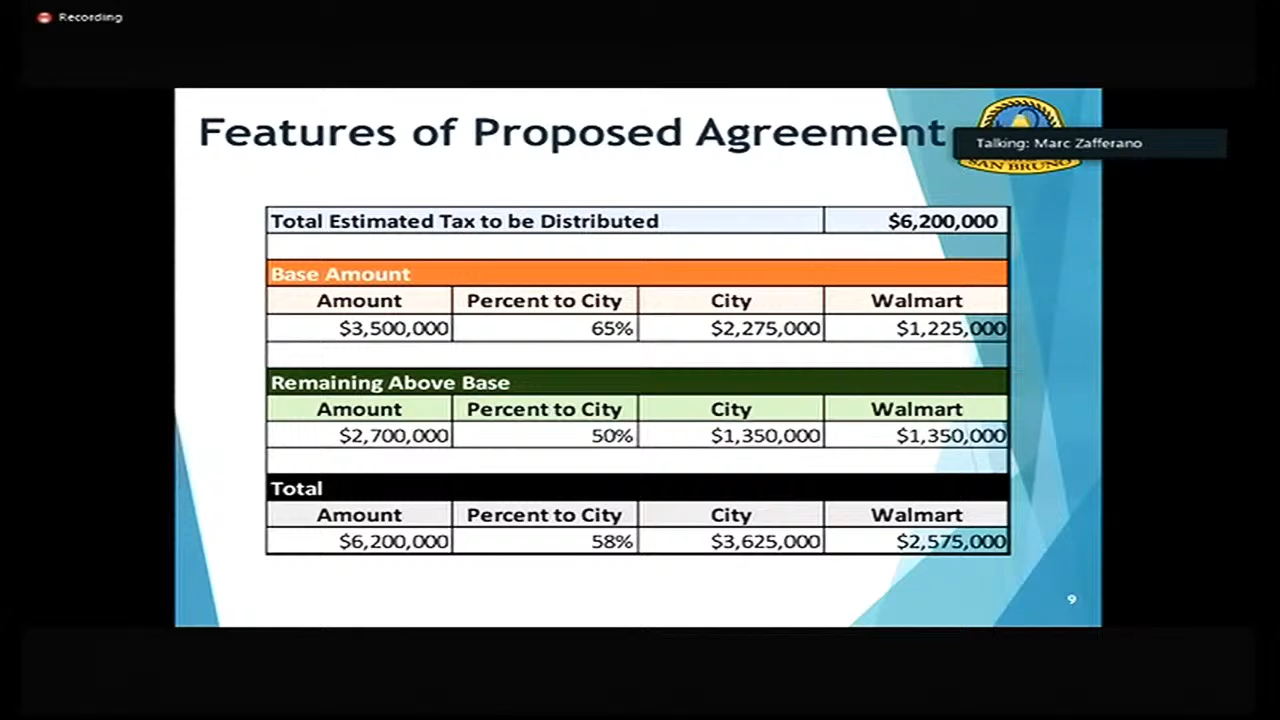 Recording
Features of Proposed Agreement
Talking: Marc Zafferano
SAN BRUNO
Total Estimated Tax to be Distributed $6,200,000
Base Amount
Amount Percent to City City Walmart
$3,500,000 65% $2,275,000 $1,225,000
Remaining Above Base
Amount Percent to City City Walmart
$2,700,000 50% $1,350,000 $1,350,000
Total
Amount Percent to City City Walmart
$6,200,000 58% $3,625,000 $2,575,000
9